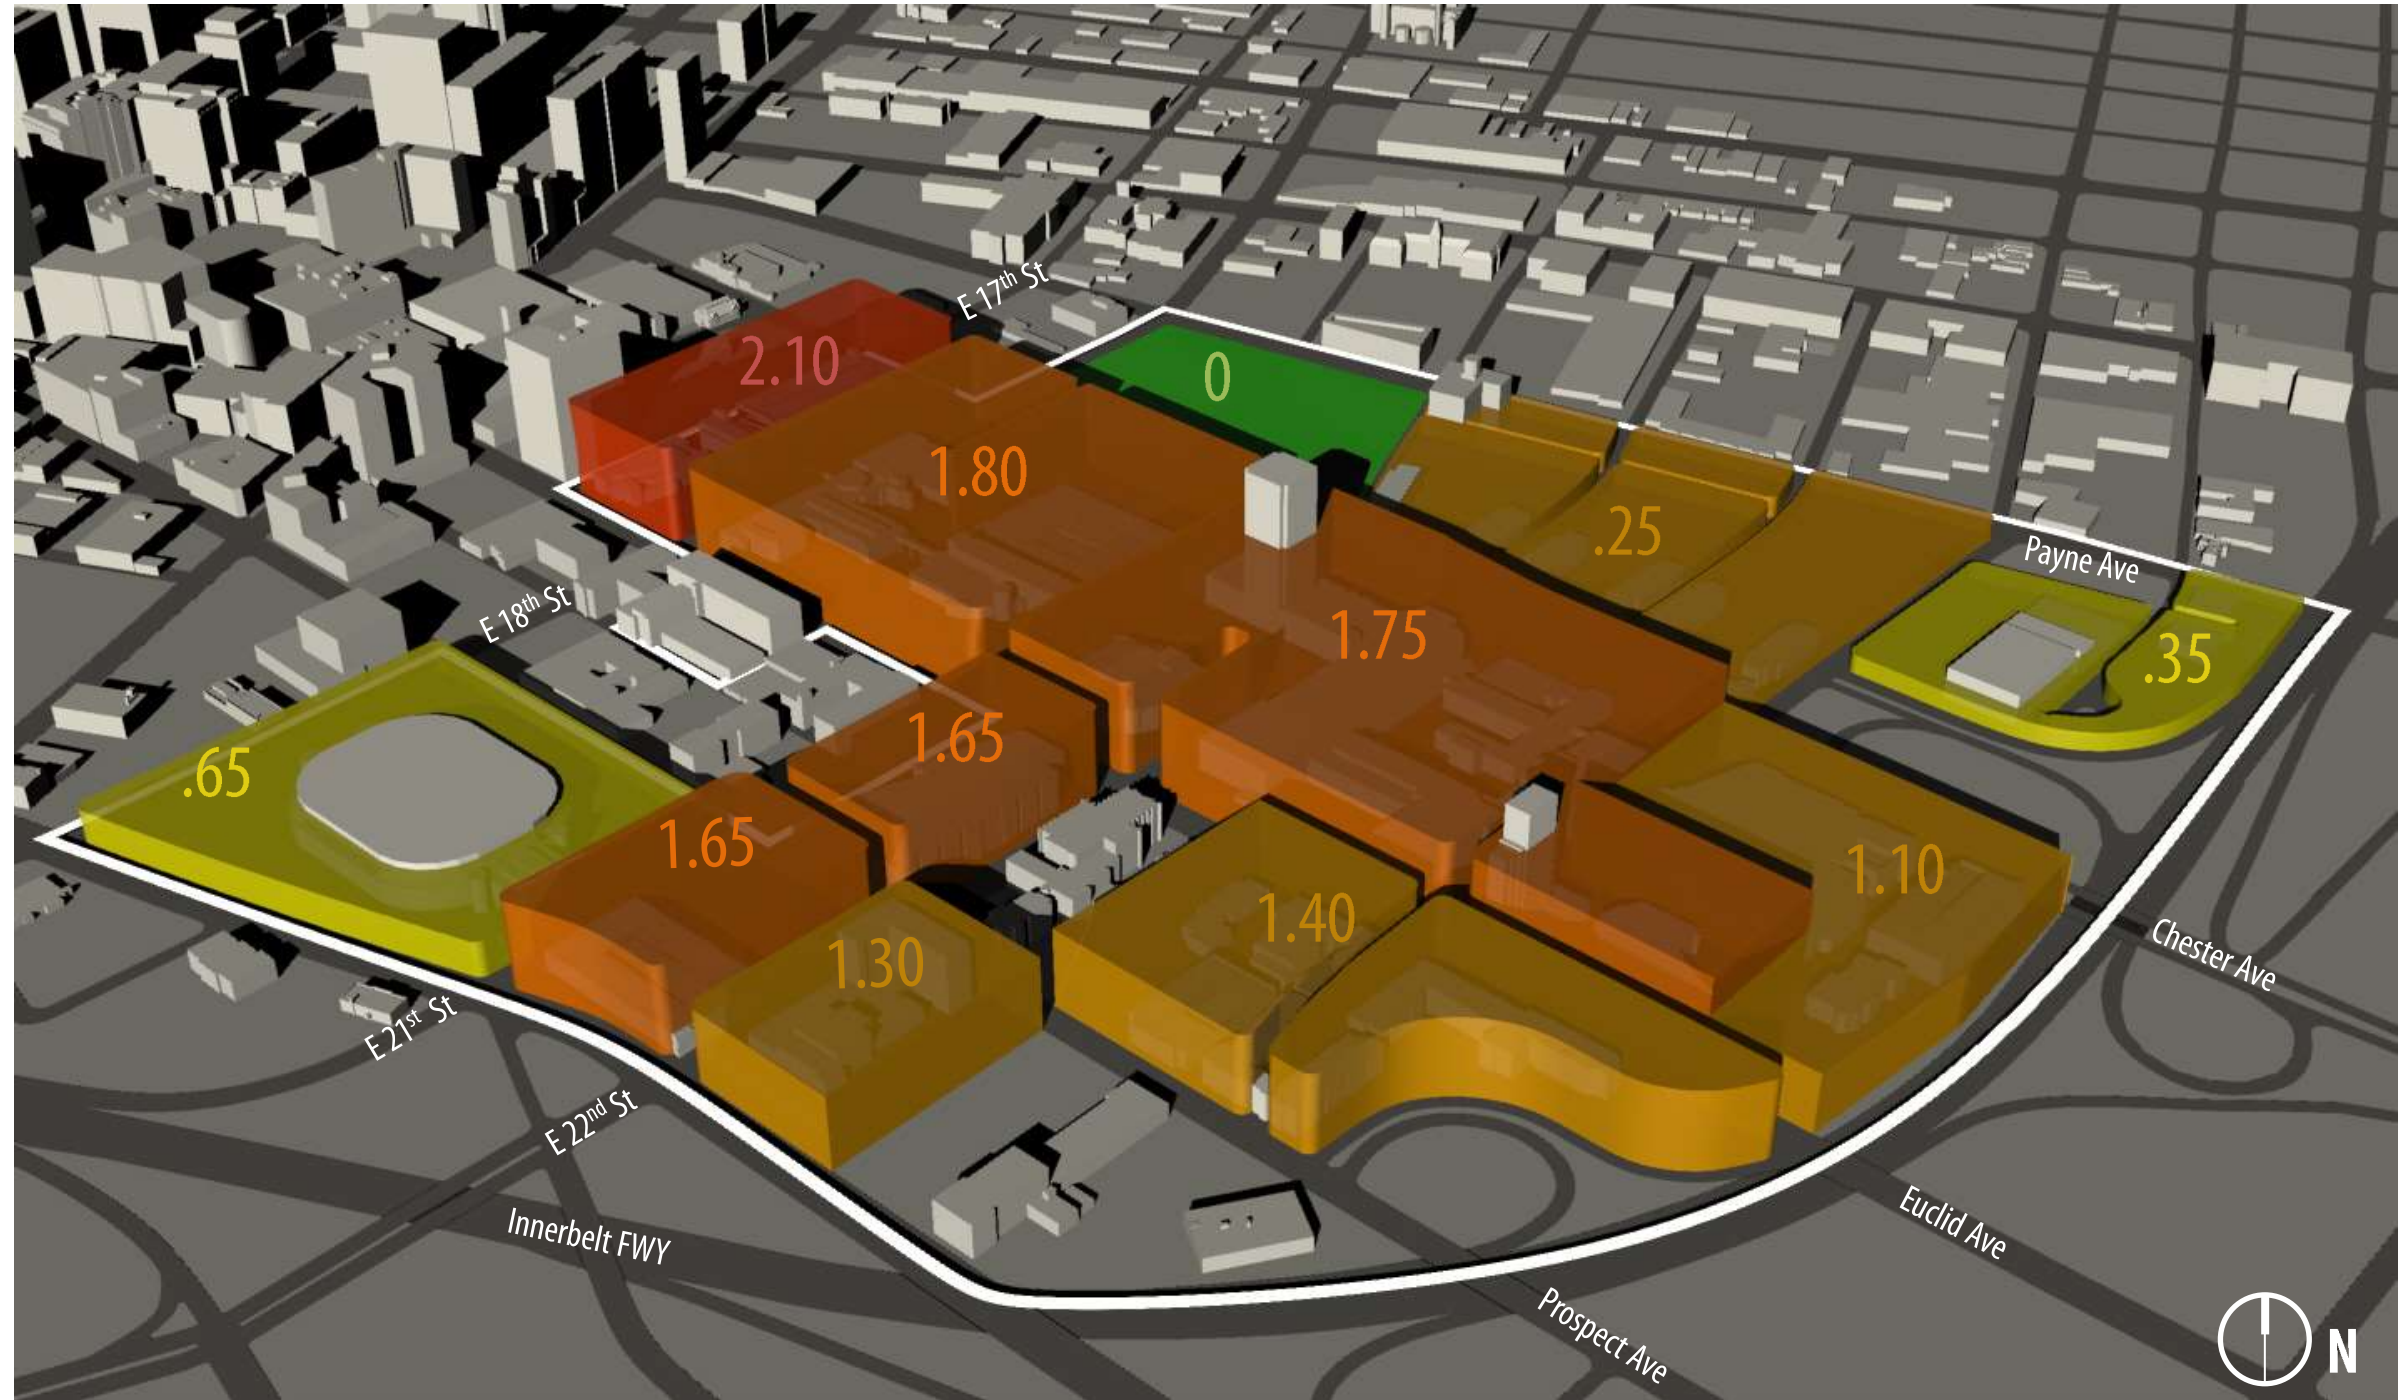 E 17th St
2.10
0
1.80
.25
Payne Ave
E 18th St
1.75
.35
1.65
.65
1.65
1.10
1.40
1.30
Chester Ave
E 21st St
E 22nd St
Innerbelt FWY
Euclid Ave
Prospect Ave
N